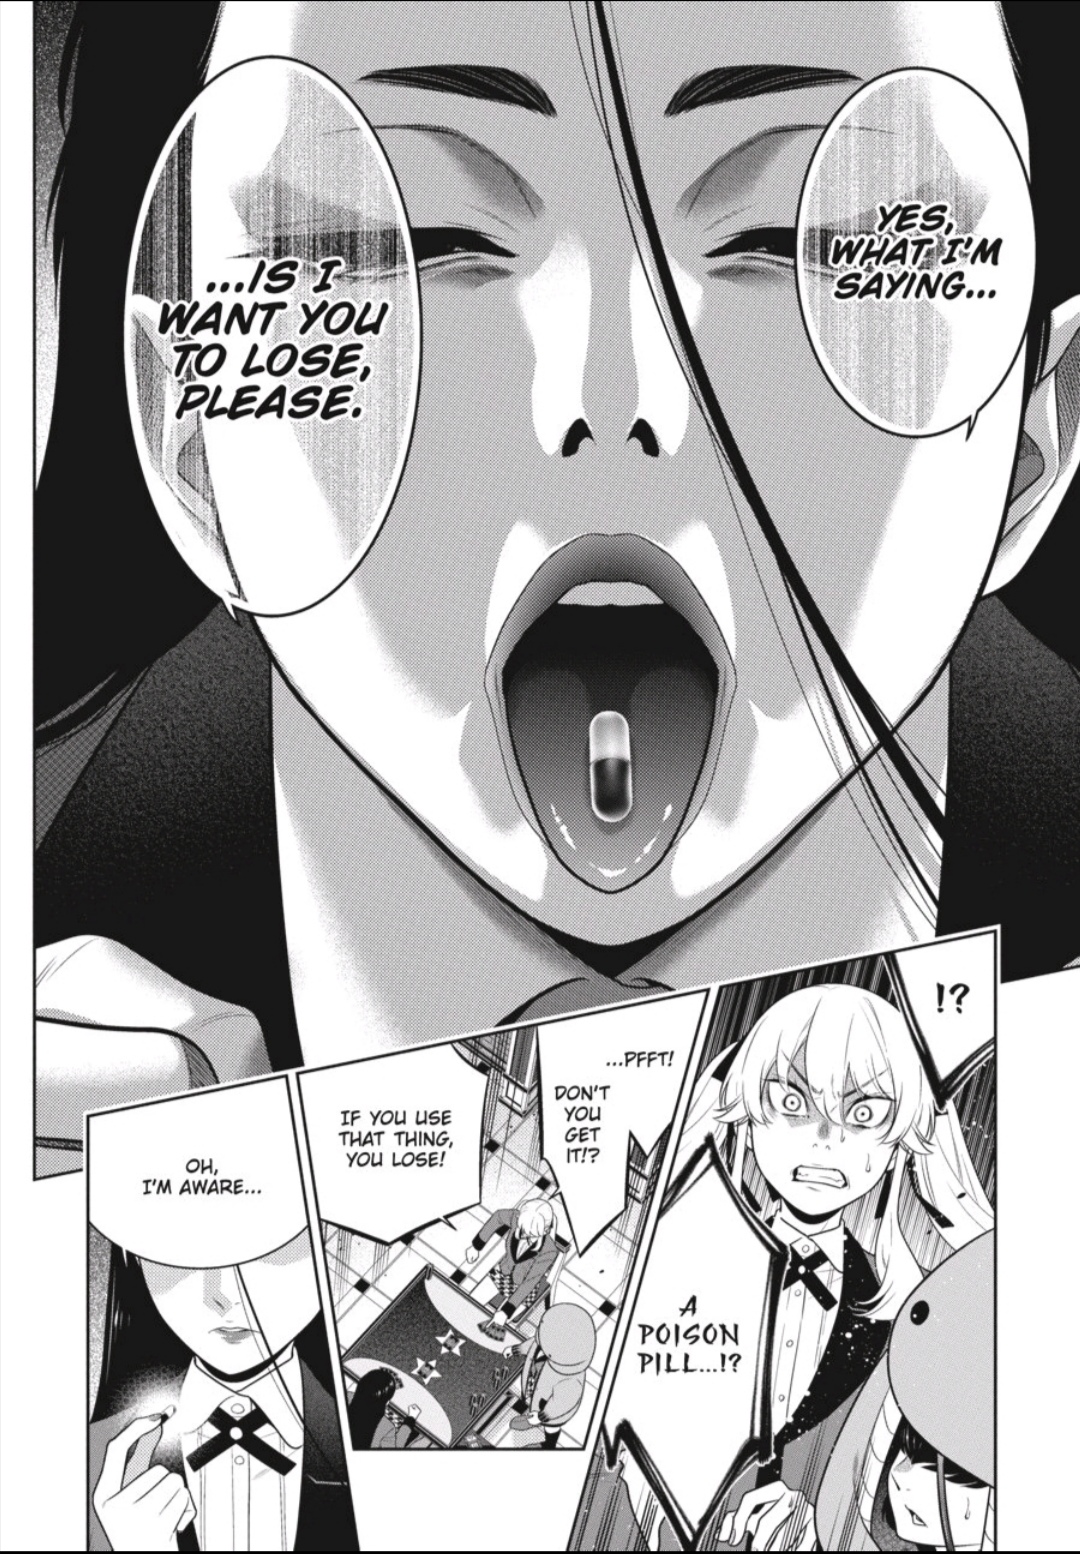 YES,
WHAT I'M
SAYING...
...IS I
WANT YOU
TO LOSE,
PLEASE.
!?
A
POISON
PILL...!?
...PFFT!
DON'T
YOU
GET
IT!?
IF YOU USE
THAT THING,
YOU LOSE!
OH,
I'M AWARE...